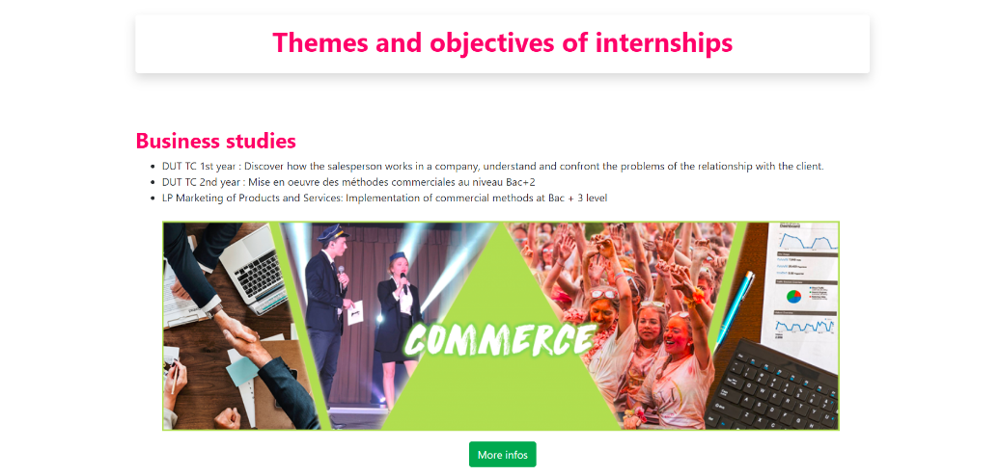 Themes and objectives of internships
Business studies
DUT TC 1st year : Discover how the salesperson works in a company, understand and confront the problems of the relationship with the client.
DUT TC 2nd year : Mise en oeuvre des méthodes commerciales au niveau Bac+2
LP Marketing of Products and Services: Implementation of commercial methods at Bac + 3 level
COMMERCE
More infos